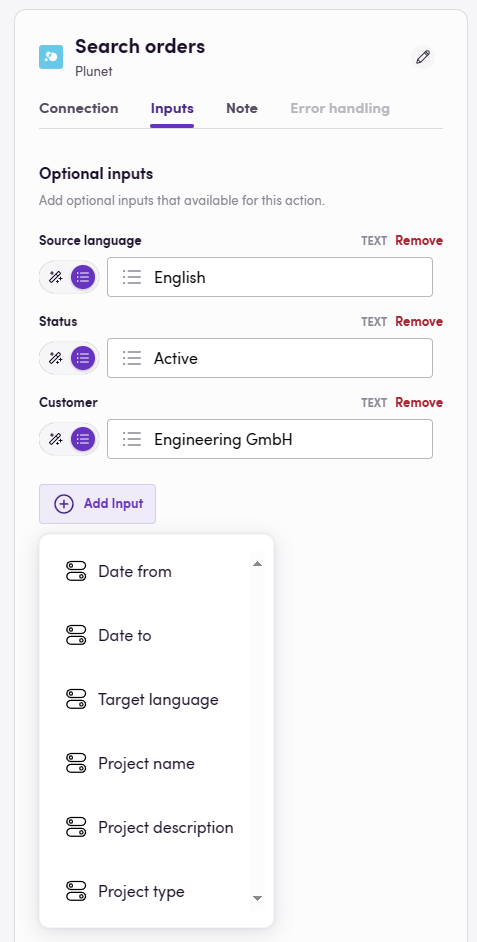 Search orders
Plunet
Connection Inputs Note Error handling
Optional inputs
Add optional inputs that available for this action.
Source language TEXT Remove
English
Status TEXT Remove
Active
Customer TEXT Remove
Engineering GmbH
Add Input
Date from
Date to
Target language
Project name
Project description
Project type